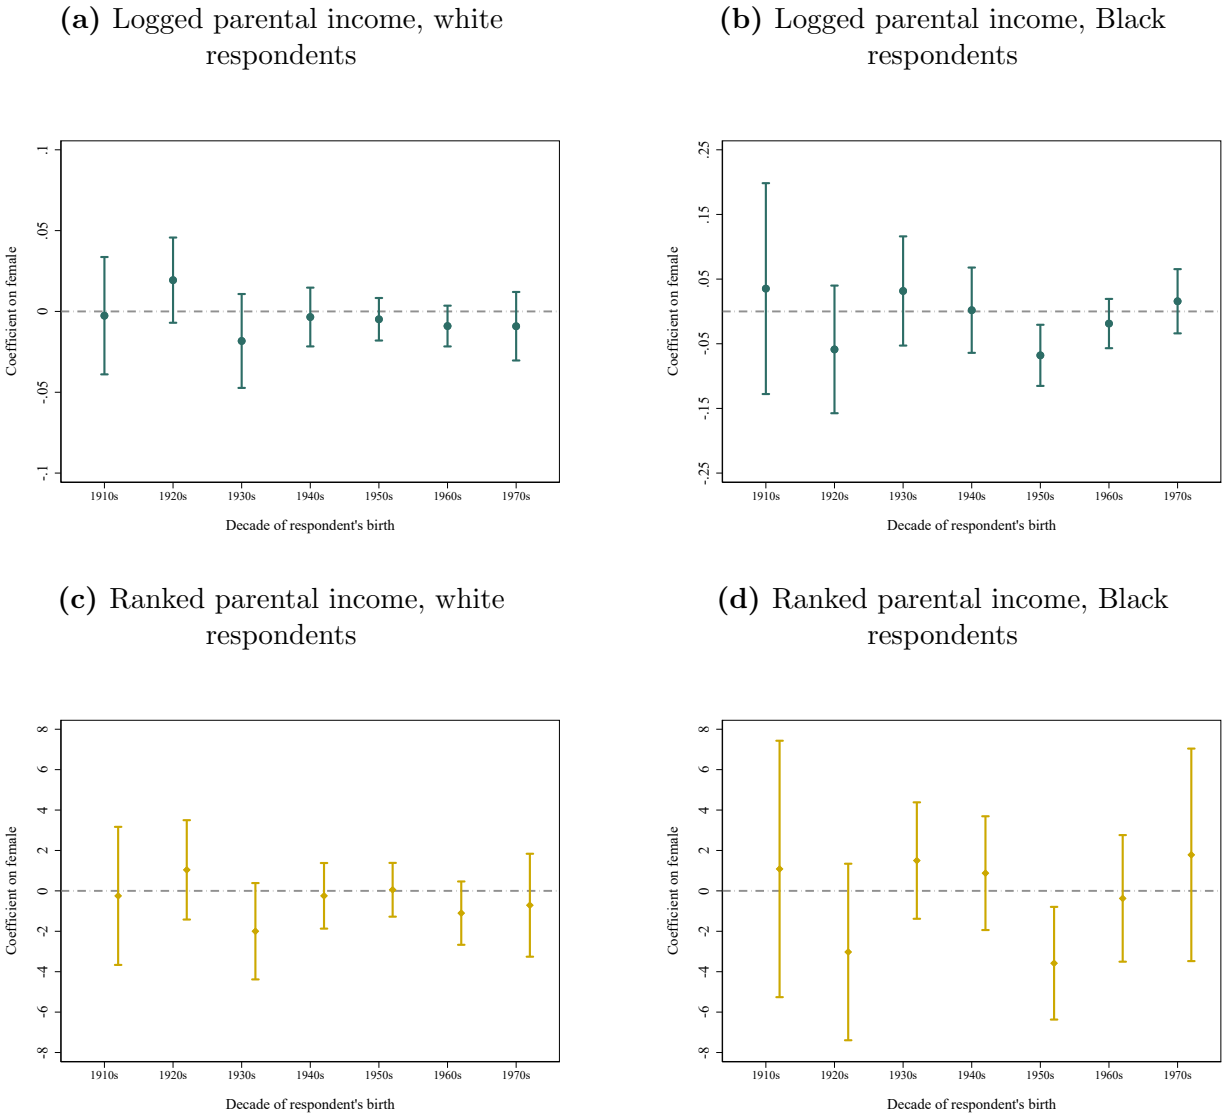 (a) Logged parental income, white
respondents
.1
.05
0
-.05
-.1
Coefficient on female
1910s 1920s 1930s 1940s 1950s 1960s 1970s
Decade of respondent's birth
(b) Logged parental income, Black
respondents
.25
.15
.05
-.05
-.15
-.25
Coefficient on female
1910s 1920s 1930s 1940s 1950s 1960s 1970s
Decade of respondent's birth
(c) Ranked parental income, white
respondents
8
6
4
2
0
-2
-4
-6
-8
Coefficient on female
1910s 1920s 1930s 1940s 1950s 1960s 1970s
Decade of respondent's birth
(d) Ranked parental income, Black
respondents
8
6
4
2
0
-2
-4
-6
-8
Coefficient on female
1910s 1920s 1930s 1940s 1950s 1960s 1970s
Decade of respondent's birth